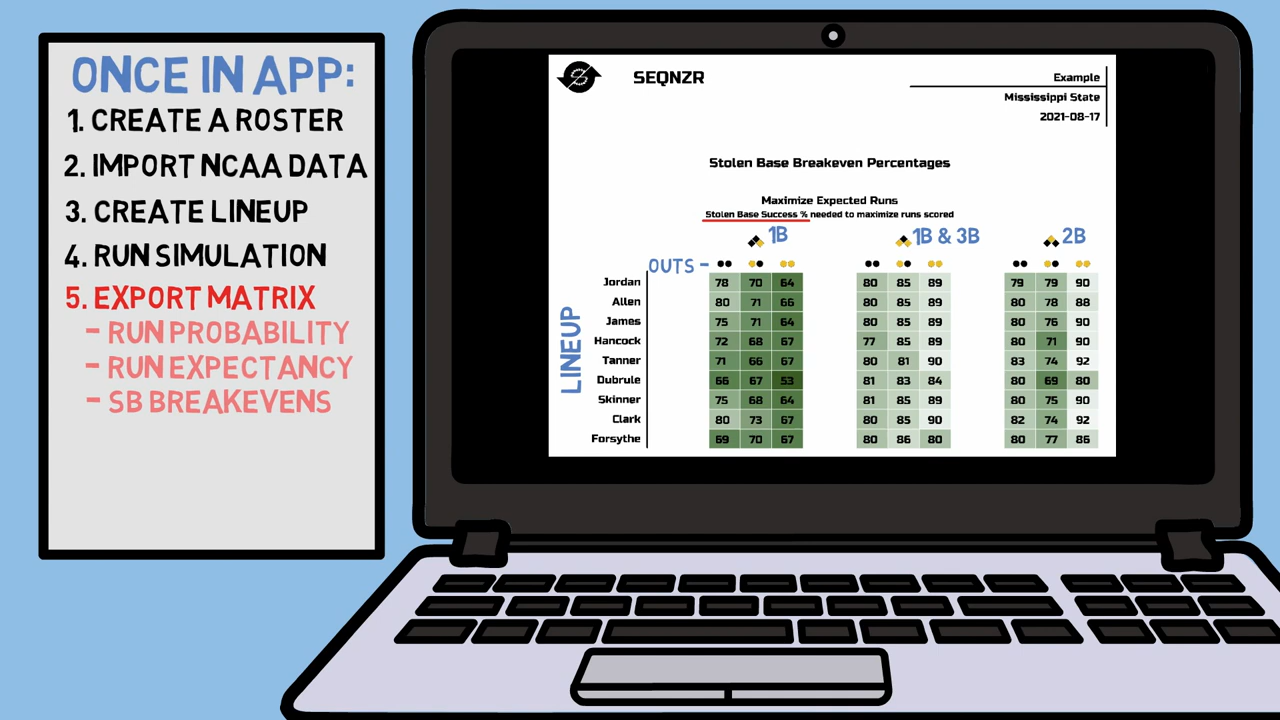 ONCE IN APP:
1. CREATE A ROSTER
2. IMPORT NCAA DATA
3. CREATE LINEUP
4. RUN SIMULATION
5. EXPORT MATRIX
- RUN PROBABILITY
- RUN EXPECTANCY
- SB BREAKEVENS
SEQNZR
Example
Mississippi State
2021-08-17
Stolen Base Breakeven Percentages
Maximize Expected Runs
Stolen Base Success % needed to maximize runs scored
1B 1B & 3B 2B
OUTS -
LINEUP
Jordan 78 70 64 80 85 89 79 79 90
Allen 80 71 66 80 85 89 80 78 88
James 75 71 64 80 85 89 80 76 90
Hancock 72 68 67 77 85 89 80 71 90
Tanner 71 66 67 80 81 90 83 74 92
Dubrule 66 67 53 81 83 84 80 69 80
Skinner 75 68 64 81 85 89 80 75 90
Clark 80 73 67 80 85 90 82 74 92
Forsythe 69 70 67 80 86 80 80 77 86